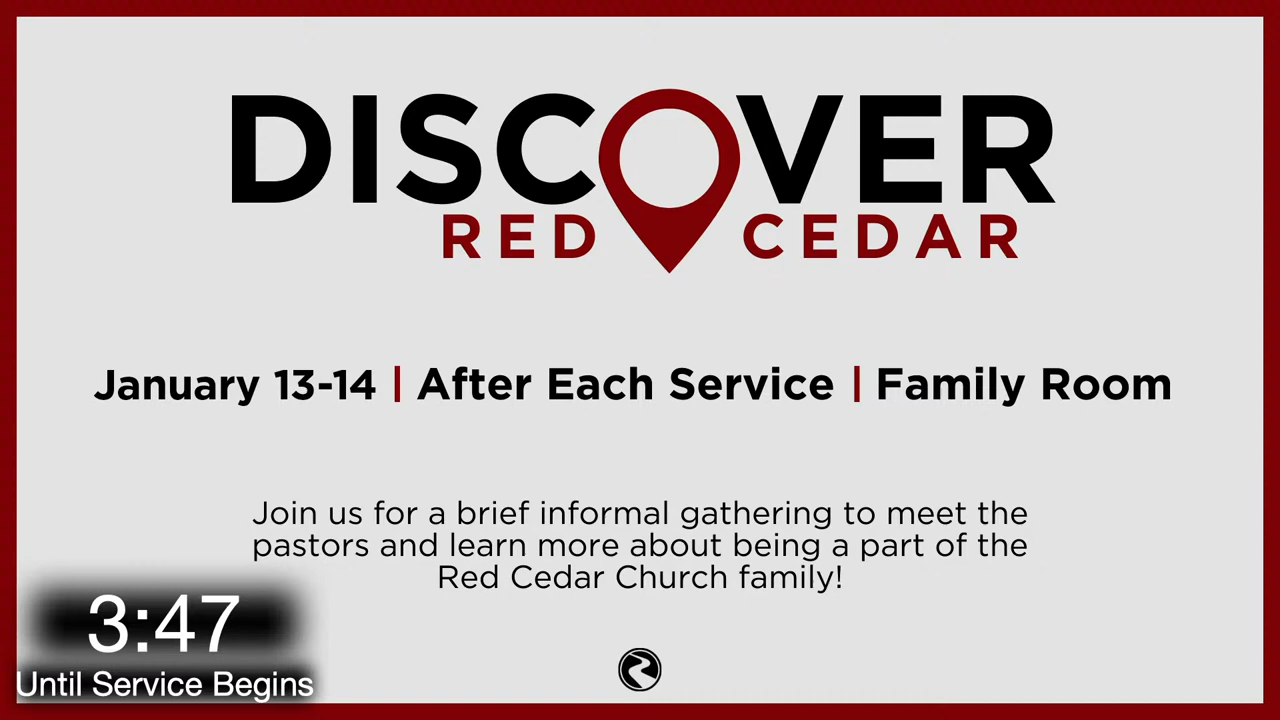 DISCOVER
RED CEDAR
January 13-14 | After Each Service | Family Room
Join us for a brief informal gathering to meet the
pastors and learn more about being a part of the
Red Cedar Church family!
3:47
Until Service Begins